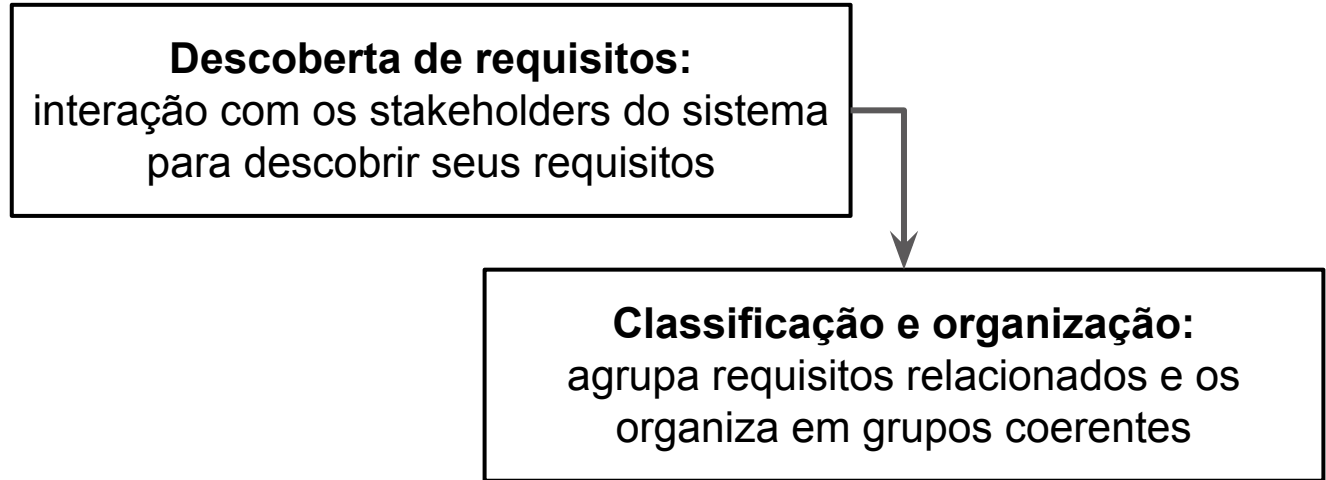 Descoberta de requisitos:
interação com os stakeholders do sistema
para descobrir seus requisitos
Classificação e organização:
agrupa requisitos relacionados e os
organiza em grupos coerentes